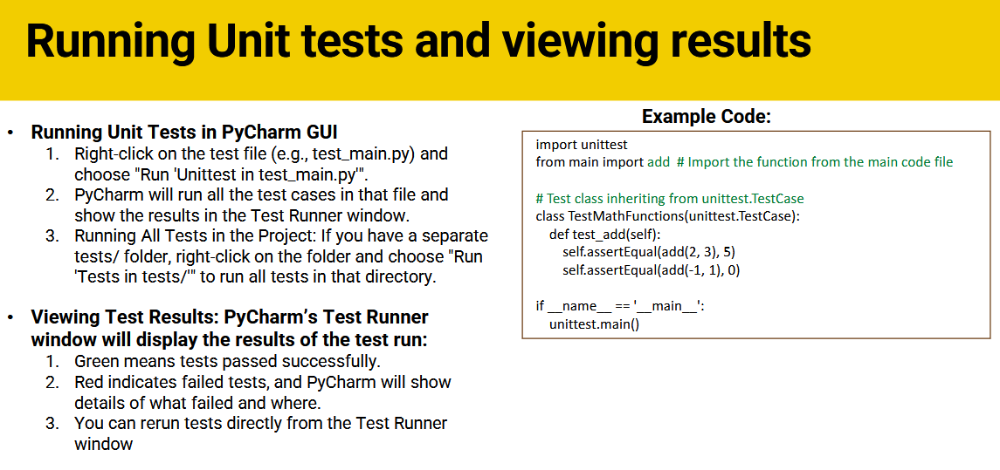 Running Unit tests and viewing results
• Running Unit Tests in PyCharm GUI
1. Right-click on the test file (e.g., test_main.py) and
choose "Run 'Unittest in test_main.py'".
2. PyCharm will run all the test cases in that file and
show the results in the Test Runner window.
3. Running All Tests in the Project: If you have a separate
tests/ folder, right-click on the folder and choose "Run
'Tests in tests/'" to run all tests in that directory.
• Viewing Test Results: PyCharm’s Test Runner
window will display the results of the test run:
1. Green means tests passed successfully.
2. Red indicates failed tests, and PyCharm will show
details of what failed and where.
3. You can rerun tests directly from the Test Runner
window
Example Code:
import unittest
from main import add  # Import the function from the main code file
# Test class inheriting from unittest.TestCase
class TestMathFunctions(unittest.TestCase):
    def test_add(self):
        self.assertEqual(add(2, 3), 5)
        self.assertEqual(add(-1, 1), 0)
if __name__ == '__main__':
    unittest.main()